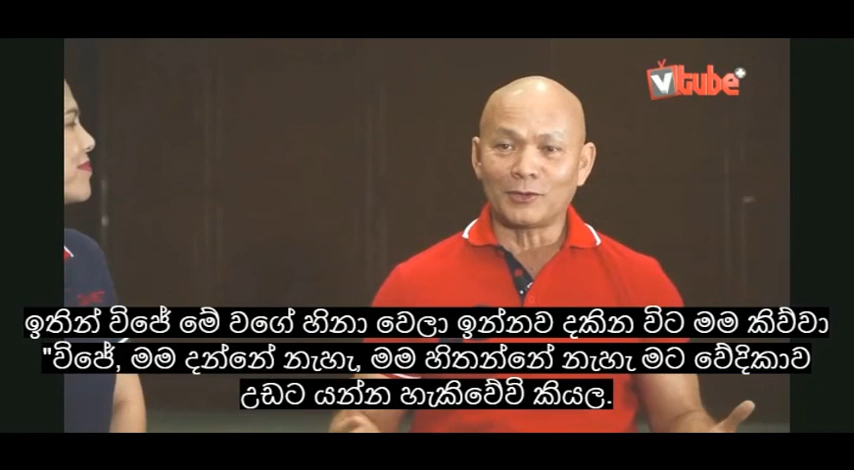 vtube+
ඉතින් විජේ මේ වගේ හිනා වෙලා ඉන්නව දකින විට මම කිව්වා
"විජේ, මම දන්නේ නැහැ, මම හිතන්නේ නැහැ මට වේදිකාව
උඩට යන්න හැකිවේවි කියල.